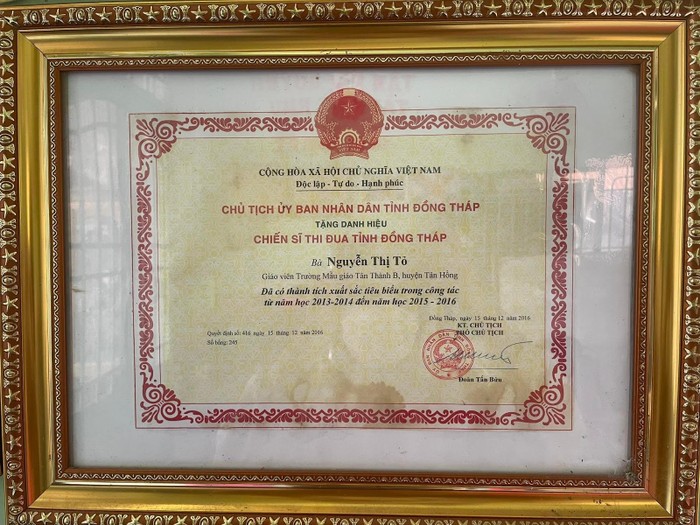 VIỆT NAM
CỘNG HÒA XÃ HỘI CHỦ NGHĨA VIỆT NAM
Độc lập - Tự do - Hạnh phúc
CHỦ TỊCH ỦY BAN NHÂN DÂN TỈNH ĐỒNG THÁP
TẶNG DANH HIỆU
CHIẾN SĨ THI ĐUA TỈNH ĐỒNG THÁP
Bà Nguyễn Thị Tô
Giáo viên Trường Mẫu giáo Tân Thành B, huyện Tân Hồng
Đã có thành tích xuất sắc tiêu biểu trong công tác
từ năm học 2013-2014 đến năm học 2015 - 2016
Đồng Tháp, ngày 15 tháng 12 năm 2016
KT. CHỦ TỊCH
PHÓ CHỦ TỊCH
Quyết định số: ngày 15 tháng 12 năm 2016
Số bằng: 245
Đoàn Tấn Bửu